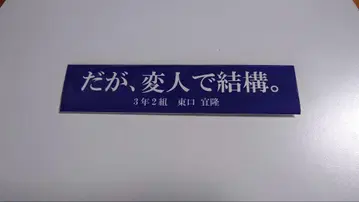 だが、変人で結構。
3年2組 東口 宜隆